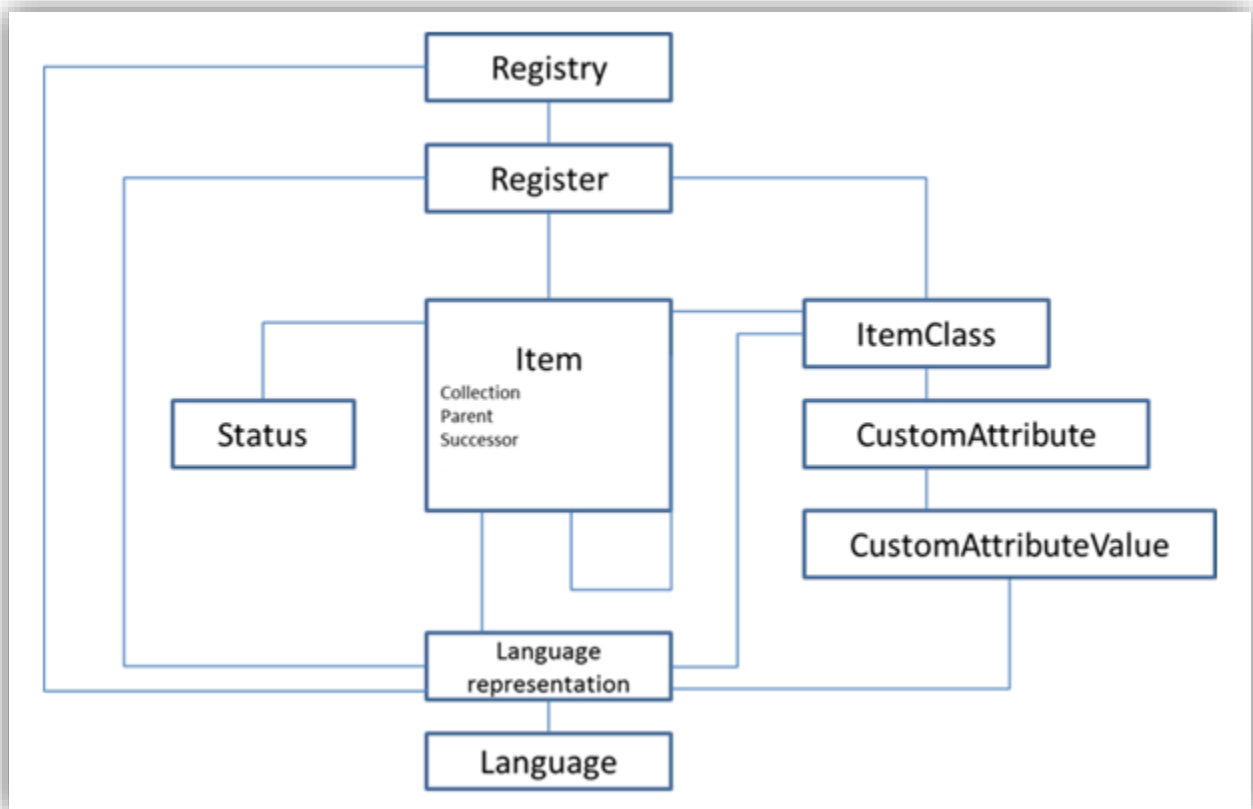 Registry
Register
Item
Collection
Parent
Successor
ItemClass
Status
CustomAttribute
CustomAttributeValue
Language
representation
Language